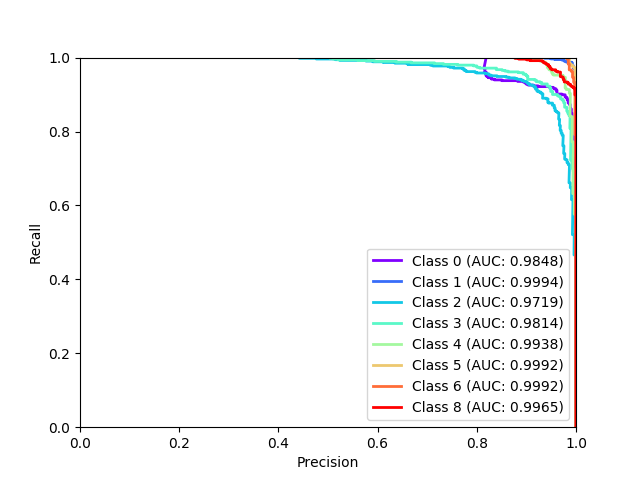 1.0
0.8
0.6
0.4
0.2
0.0
Recall
Class 0 (AUC: 0.9848)
Class 1 (AUC: 0.9994)
Class 2 (AUC: 0.9719)
Class 3 (AUC: 0.9814)
Class 4 (AUC: 0.9938)
Class 5 (AUC: 0.9992)
Class 6 (AUC: 0.9992)
Class 8 (AUC: 0.9965)
0.0 0.2 0.4 0.6 0.8 1.0
Precision